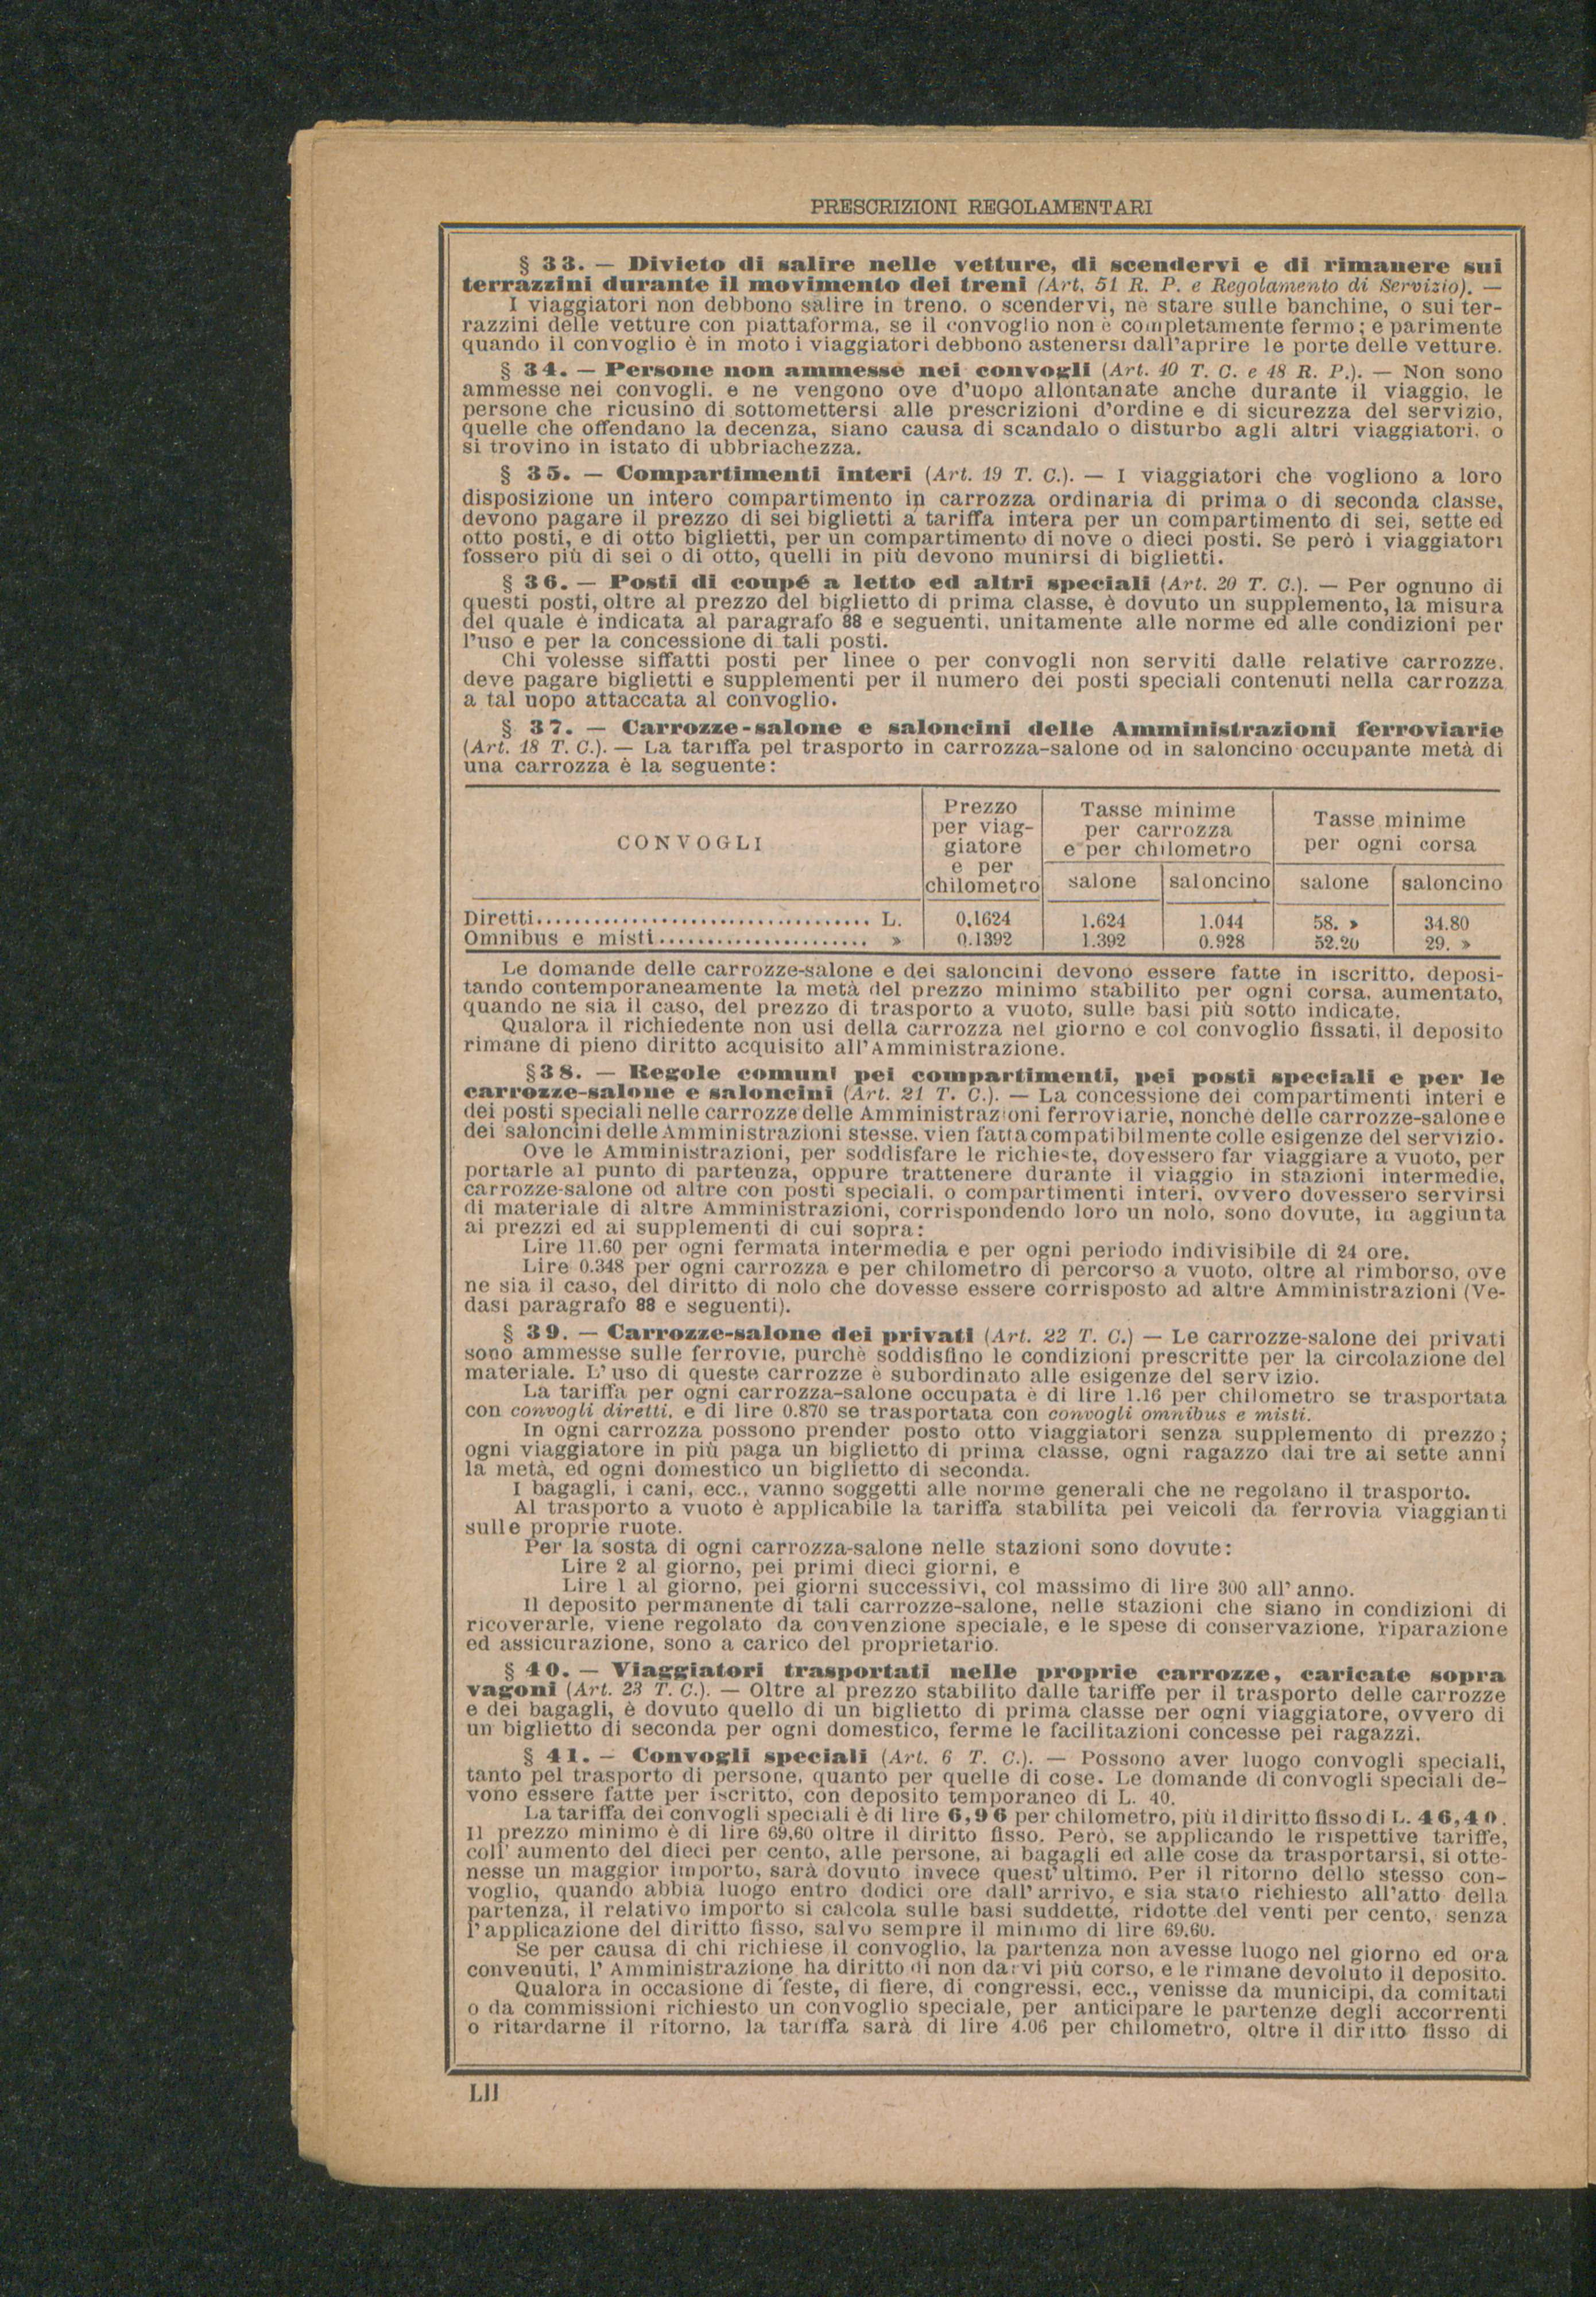 PRESCRIZIONI REGOLAMENTARI
§ 33. — Divieto di salire nelle vetture, di scendervi e di rimanere sui
terrazzini durante il movimento dei treni (Art. 51 R. P. e Regolamento di Servizio). —
I viaggiatori non debbono salire in treno. o scendervi, nè stare sulle banchine, o sui ter-
razzini delle vetture con piattaforma, se il convoglio non è completamente fermo; e parimente
quando il convoglio è in moto i viaggiatori debbono astenersi dall'aprire le porte delle vetture.
§ 34. — Persone non ammesse nei convogli (Art. 10 T. C. e 18 R. P.). — Non sono
ammesse nei convogli, e ne vengono ove d'uopo allontanate anche durante il viaggio, le
persone che ricusino di sottomettersi alle prescrizioni d'ordine e di sicurezza del servizio,
quelle che offendano la decenza, siano causa di scandalo o disturbo agli altri viaggiatori, o
si trovino in istato di ubbriachezza.
§ 35. — Compartimenti interi (Art. 19 T. C.). — I viaggiatori che vogliono a loro
disposizione un intero compartimento in carrozza ordinaria di prima o di seconda classe,
devono pagare il prezzo di sei biglietti a tariffa intera per un compartimento di sei, sette ed
otto posti, e di otto biglietti, per un compartimento di nove o dieci posti. Se però i viaggiatori
fossero più di sei o di otto, quelli in più devono munirsi di biglietti.
§ 36. — Posti di coupé a letto ed altri speciali (Art. 20 T. C.). — Per ognuno di
questi posti, oltre al prezzo del biglietto di prima classe, è dovuto un supplemento, la misura
del quale è indicata al paragrafo 88 e seguenti, unitamente alle norme ed alle condizioni per
l'uso e per la concessione di tali posti.
Chi volesse siffatti posti per linee o per convogli non serviti dalle relative carrozze.
deve pagare biglietti e supplementi per il numero dei posti speciali contenuti nella carrozza
a tal uopo attaccata al convoglio.
§ 37. — Carrozze-salone e saloncini delle Amministrazioni ferroviarie
(Art. 18 T. C.). — La tariffa pel trasporto in carrozza-salone od in saloncino occupante metà di
una carrozza è la seguente:
CONVOGLI
Prezzo
per viag-
giatore
e per
chilometro
Tasse minime
per carrozza
e per chilometro
Tasse minime
per ogni corsa
salone saloncino salone saloncino
Diretti.................................. L. 0.1624 1.624 1.044 58. » 34.80
Omnibus e misti...................... » 0.1392 1.392 0.928 52.20 29. »
Le domande delle carrozze-salone e dei saloncini devono essere fatte in iscritto. deposi-
tando contemporaneamente la metà del prezzo minimo stabilito per ogni corsa. aumentato,
quando ne sia il caso, del prezzo di trasporto a vuoto, sulle basi più sotto indicate.
Qualora il richiedente non usi della carrozza nel giorno e col convoglio fissati, il deposito
rimane di pieno diritto acquisito all'Amministrazione.
§38. — Regole comuni pei compartimenti, pei posti speciali e per le
carrozze-salone e saloncini (Art. 21 T. C.). — La concessione dei compartimenti interi e
dei posti speciali nelle carrozze delle Amministrazioni ferroviarie, nonchè delle carrozze-salone e
dei saloncini delle Amministrazioni stesse. vien fatta compatibilmente colle esigenze del servizio.
Ove le Amministrazioni, per soddisfare le richieste, dovessero far viaggiare a vuoto, per
portarle al punto di partenza, oppure trattenere durante il viaggio in stazioni intermedie,
carrozze-salone od altre con posti speciali, o compartimenti interi, ovvero dovessero servirsi
di materiale di altre Amministrazioni, corrispondendo loro un nolo, sono dovute, in aggiunta
ai prezzi ed ai supplementi di cui sopra:
Lire 11.60 per ogni fermata intermedia e per ogni periodo indivisibile di 24 ore.
Lire 0.348 per ogni carrozza e per chilometro di percorso a vuoto, oltre al rimborso, ove
ne sia il caso, del diritto di nolo che dovesse essere corrisposto ad altre Amministrazioni (Ve-
dasi paragrafo 88 e seguenti).
§ 39. — Carrozze-salone dei privati (Art. 22 T. C.) — Le carrozze-salone dei privati
sono ammesse sulle ferrovie, purchè soddisfino le condizioni prescritte per la circolazione del
materiale. L' uso di queste carrozze è subordinato alle esigenze del servizio.
La tariffa per ogni carrozza-salone occupata è di lire 1.16 per chilometro se trasportata
con convogli diretti, e di lire 0.870 se trasportata con convogli omnibus e misti.
In ogni carrozza possono prender posto otto viaggiatori senza supplemento di prezzo;
ogni viaggiatore in più paga un biglietto di prima classe, ogni ragazzo dai tre ai sette anni
la metà, ed ogni domestico un biglietto di seconda.
I bagagli, i cani, ecc., vanno soggetti alle norme generali che ne regolano il trasporto.
Al trasporto a vuoto è applicabile la tariffa stabilita pei veicoli da ferrovia viaggianti
sulle proprie ruote.
Per la sosta di ogni carrozza-salone nelle stazioni sono dovute:
Lire 2 al giorno, pei primi dieci giorni, e
Lire 1 al giorno, pei giorni successivi, col massimo di lire 300 all' anno.
Il deposito permanente di tali carrozze-salone, nelle stazioni che siano in condizioni di
ricoverarle, viene regolato da convenzione speciale, e le spese di conservazione, riparazione
ed assicurazione, sono a carico del proprietario.
§ 40. — Viaggiatori trasportati nelle proprie carrozze, caricate sopra
vagoni (Art. 23 T. C.). — Oltre al prezzo stabilito dalle tariffe per il trasporto delle carrozze
e dei bagagli, è dovuto quello di un biglietto di prima classe per ogni viaggiatore, ovvero di
un biglietto di seconda per ogni domestico, ferme le facilitazioni concesse pei ragazzi.
§ 41. — Convogli speciali (Art. 6 T. C.). — Possono aver luogo convogli speciali,
tanto pel trasporto di persone, quanto per quelle di cose. Le domande di convogli speciali de-
vono essere fatte per iscritto, con deposito temporaneo di L. 40.
La tariffa dei convogli speciali è di lire 6,96 per chilometro, più il diritto fisso di L. 46,40.
Il prezzo minimo è di lire 69.60 oltre il diritto fisso. Però, se applicando le rispettive tariffe,
coll' aumento del dieci per cento, alle persone, ai bagagli ed alle cose da trasportarsi, si otte-
nesse un maggior importo, sarà dovuto invece quest' ultimo. Per il ritorno dello stesso con-
voglio, quando abbia luogo entro dodici ore dall' arrivo, e sia stato richiesto all'atto della
partenza, il relativo importo si calcola sulle basi suddette, ridotte del venti per cento, senza
l' applicazione del diritto fisso, salvo sempre il minimo di lire 69.60.
Se per causa di chi richiese il convoglio, la partenza non avesse luogo nel giorno ed ora
convenuti, l' Amministrazione ha diritto di non darvi più corso, e le rimane devoluto il deposito.
Qualora in occasione di feste, di fiere, di congressi, ecc., venisse da municipi, da comitati
o da commissioni richiesto un convoglio speciale, per anticipare le partenze degli accorrenti
o ritardarne il ritorno, la tariffa sarà di lire 4.06 per chilometro, oltre il diritto fisso di
LII